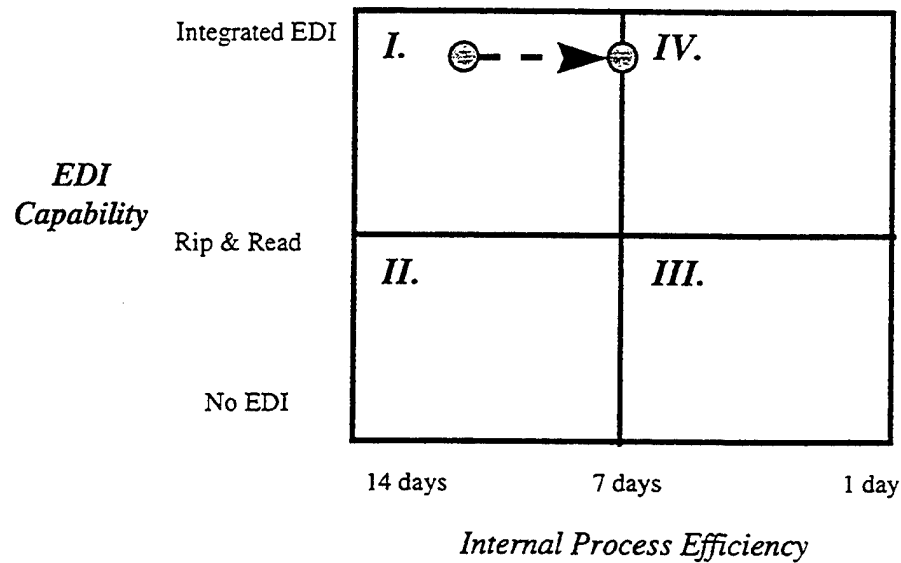 Integrated EDI
I.
IV.
EDI
Capability
Rip & Read
II.
III.
No EDI
14 days
7 days
1 day
Internal Process Efficiency